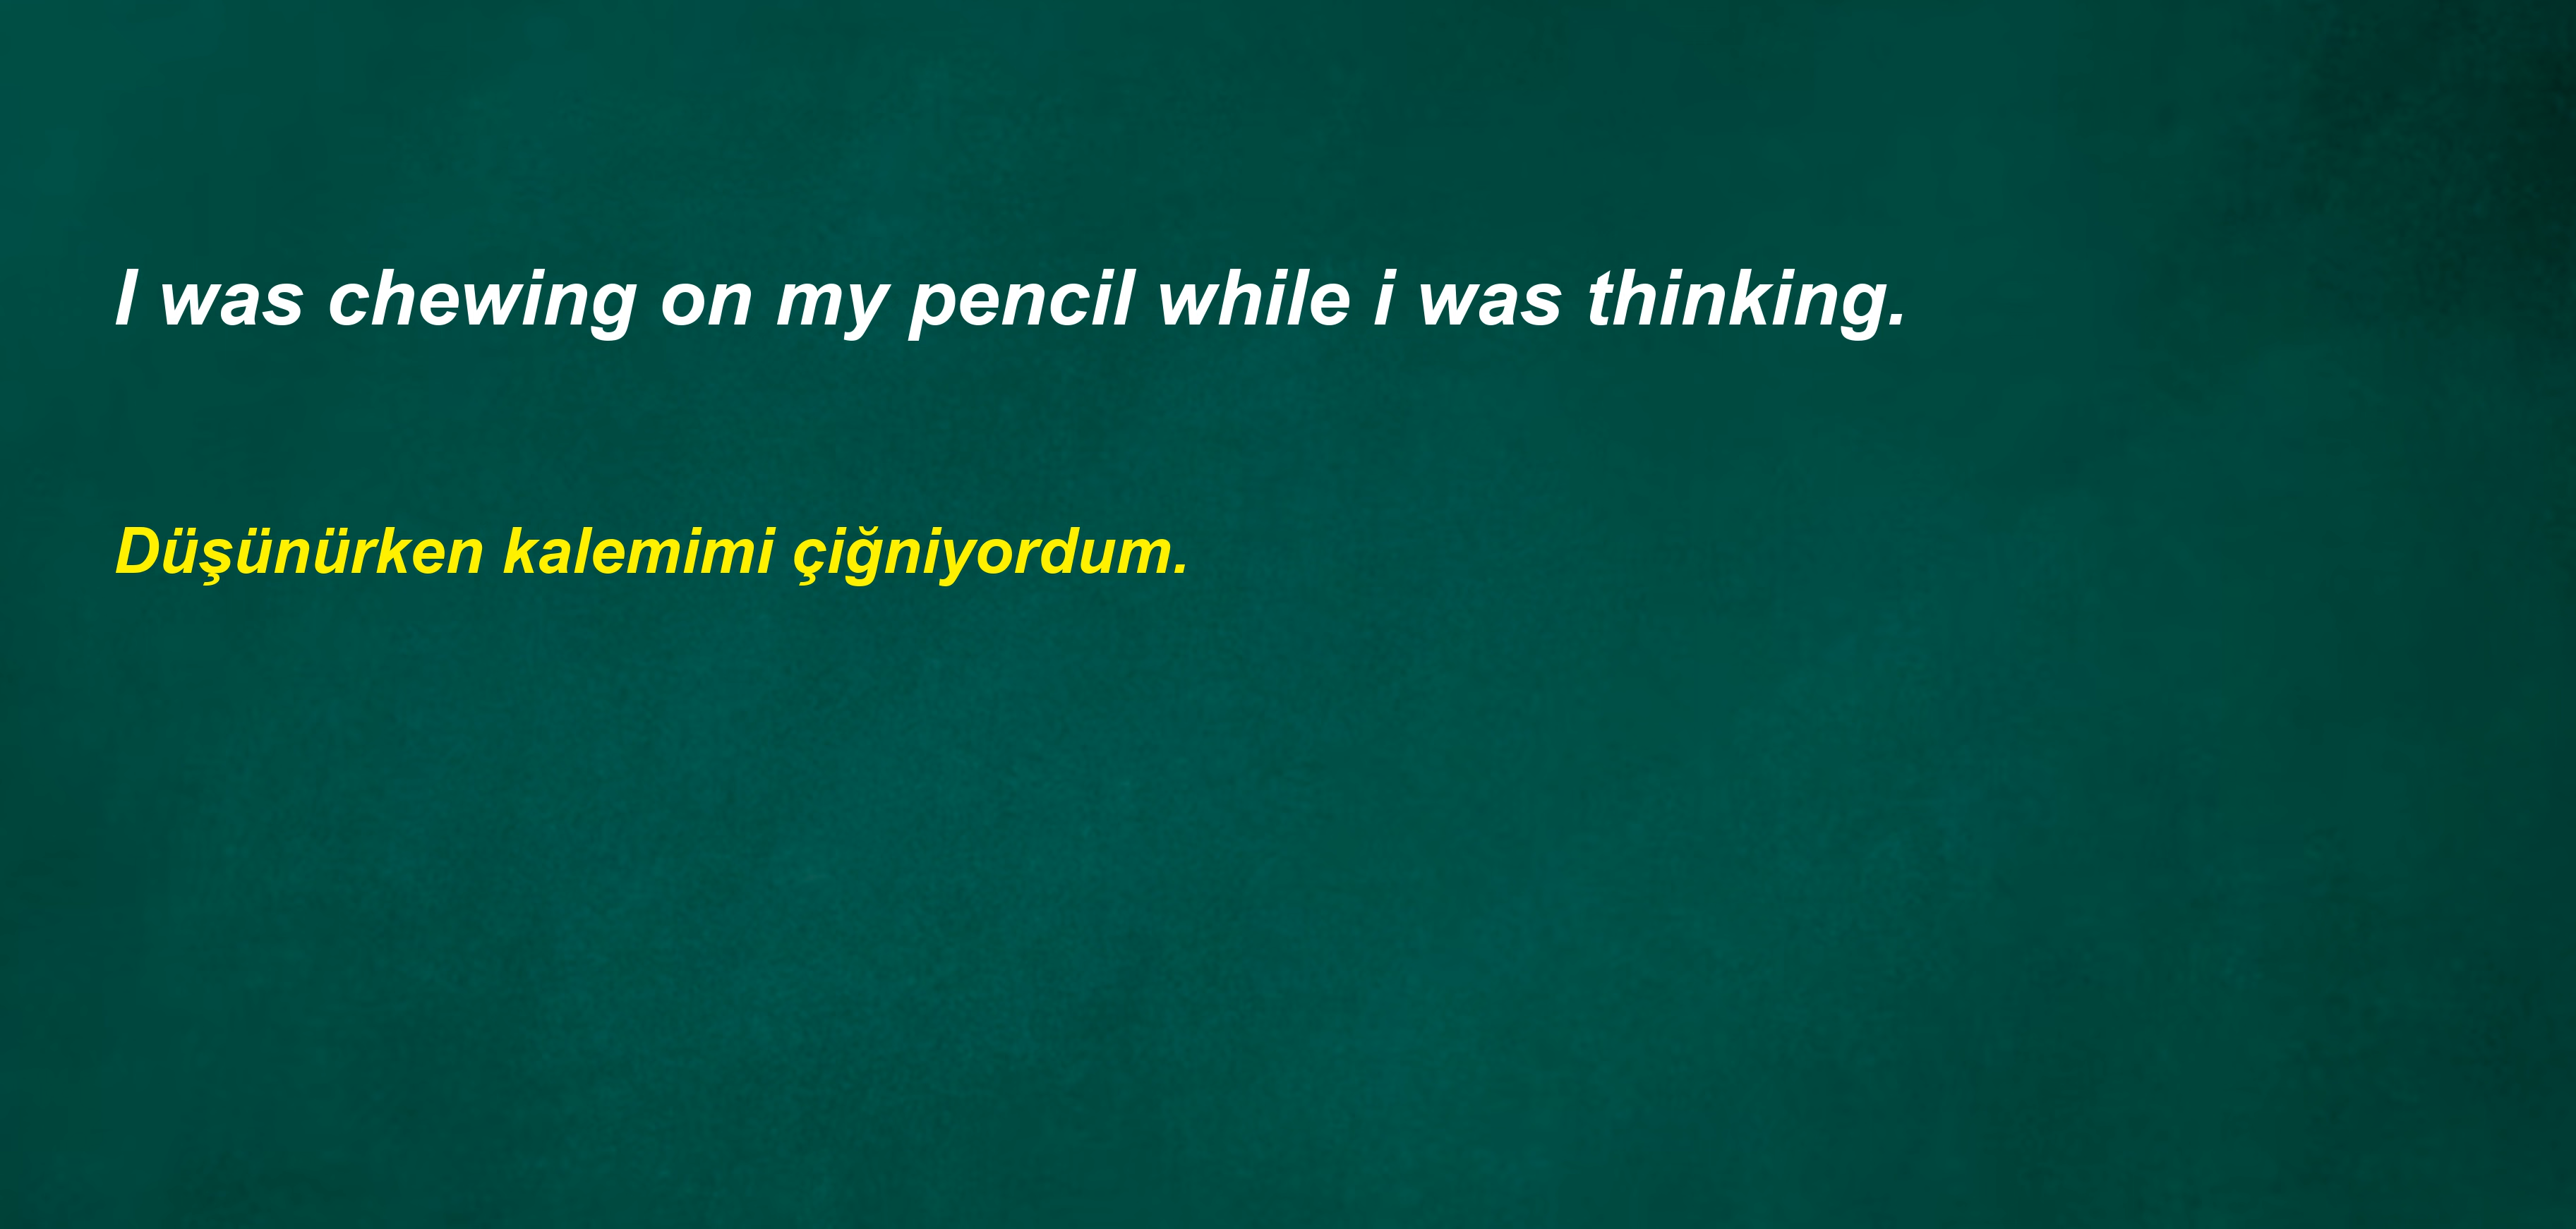 I was chewing on my pencil while i was thinking.
Düşünürken kalemimi çiğniyordum.